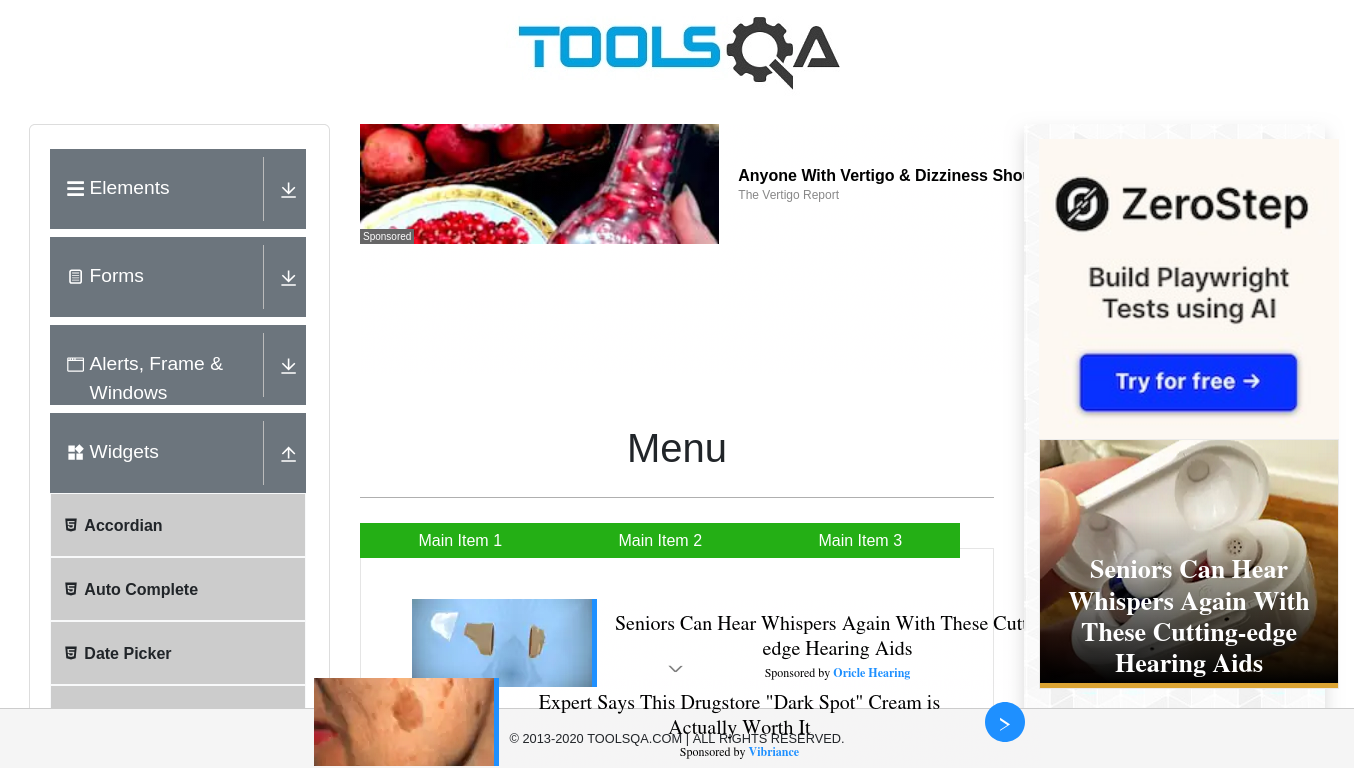 TOOLSQA
Elements
Forms
Alerts, Frame &
Windows
Widgets
Accordian
Auto Complete
Date Picker
Sponsored
Anyone With Vertigo & Dizziness Shou
The Vertigo Report
Menu
Main Item 1
Main Item 2
Main Item 3
Seniors Can Hear Whispers Again With These Cutt
edge Hearing Aids
Sponsored by Oricle Hearing
Expert Says This Drugstore "Dark Spot" Cream is
Actually Worth It
Sponsored by Vibriance
© 2013-2020 TOOLSQA.COM | ALL RIGHTS RESERVED.
ZeroStep
Build Playwright
Tests using AI
Try for free →
Seniors Can Hear
Whispers Again With
These Cutting-edge
Hearing Aids